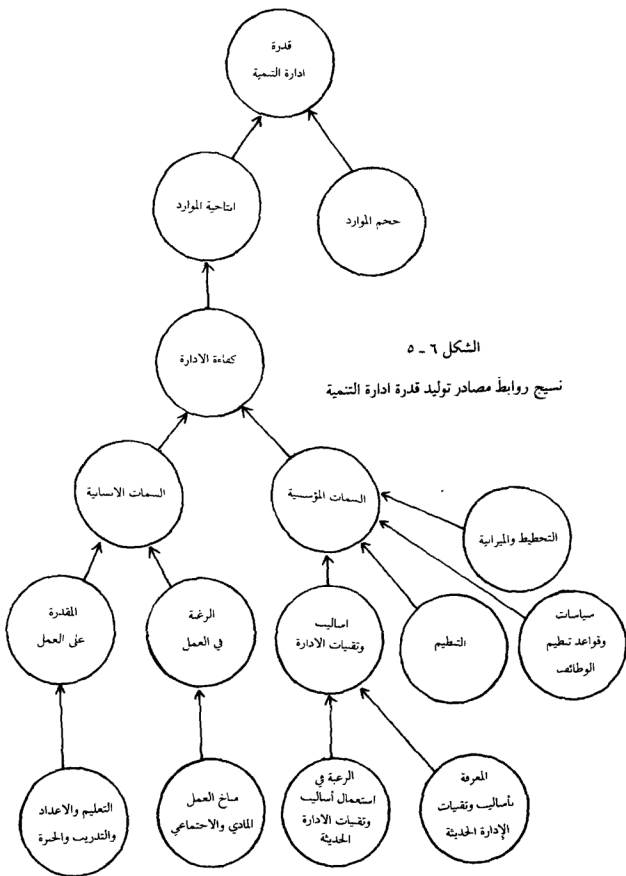 قدرة
ادارة التنمية
انتاجية الموارد
حجم الموارد
كفاءة الادارة
الشكل ٦ - ٥
نسيج روابط مصادر توليد قدرة ادارة التنمية
السمات الانسانية
السمات المؤسسية
التخطيط والميزانية
المقدرة
على العمل
الرغبة
في العمل
اساليب
وتقنيات الادارة
التنظيم
سياسات
وقواعد تنظيم
الوظائف
التعليم والاعداد
والتدريب والخبرة
مناخ العمل
المادي والاجتماعي
الرغبة في
استعمال أساليب
وتقنيات الادارة
الحديثة
المعرفة
بأساليب وتقنيات
الإدارة الحديثة